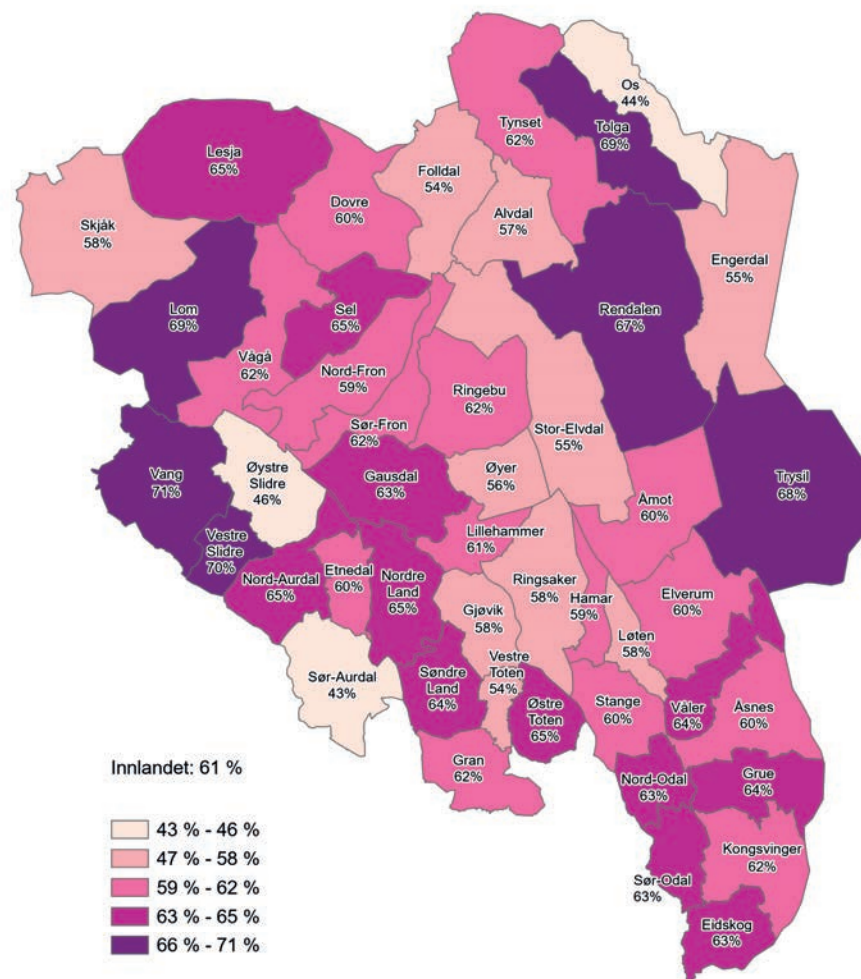 Os
44%
Tynset
62%
Tolga
69%
Lesja
65%
Folldal
54%
Dovre
60%
Alvdal
57%
Skjåk
58%
Engerdal
55%
Lom
69%
Sel
65%
Rendalen
67%
Vågå
62%
Nord-Fron
59%
Ringebu
62%
Sør-Fron
62%
Stor-Elvdal
55%
Vang
71%
Øystre
Slidre
46%
Gausdal
63%
Øyer
56%
Trysil
68%
Åmot
60%
Vestre
Slidre
70%
Lillehammer
61%
Nord-Aurdal
65%
Etnedal
60%
Nordre
Land
65%
Ringsaker
58%
Hamar
59%
Elverum
60%
Gjøvik
58%
Løten
58%
Sør-Aurdal
43%
Søndre
Land
64%
Vestre
Toten
54%
Østre
Toten
65%
Stange
60%
Våler
64%
Åsnes
60%
Gran
62%
Nord-Odal
63%
Grue
64%
Kongsvinger
62%
Sør-Odal
63%
Eidskog
63%
Innlandet: 61 %
43 % - 46 %
47 % - 58 %
59 % - 62 %
63 % - 65 %
66 % - 71 %